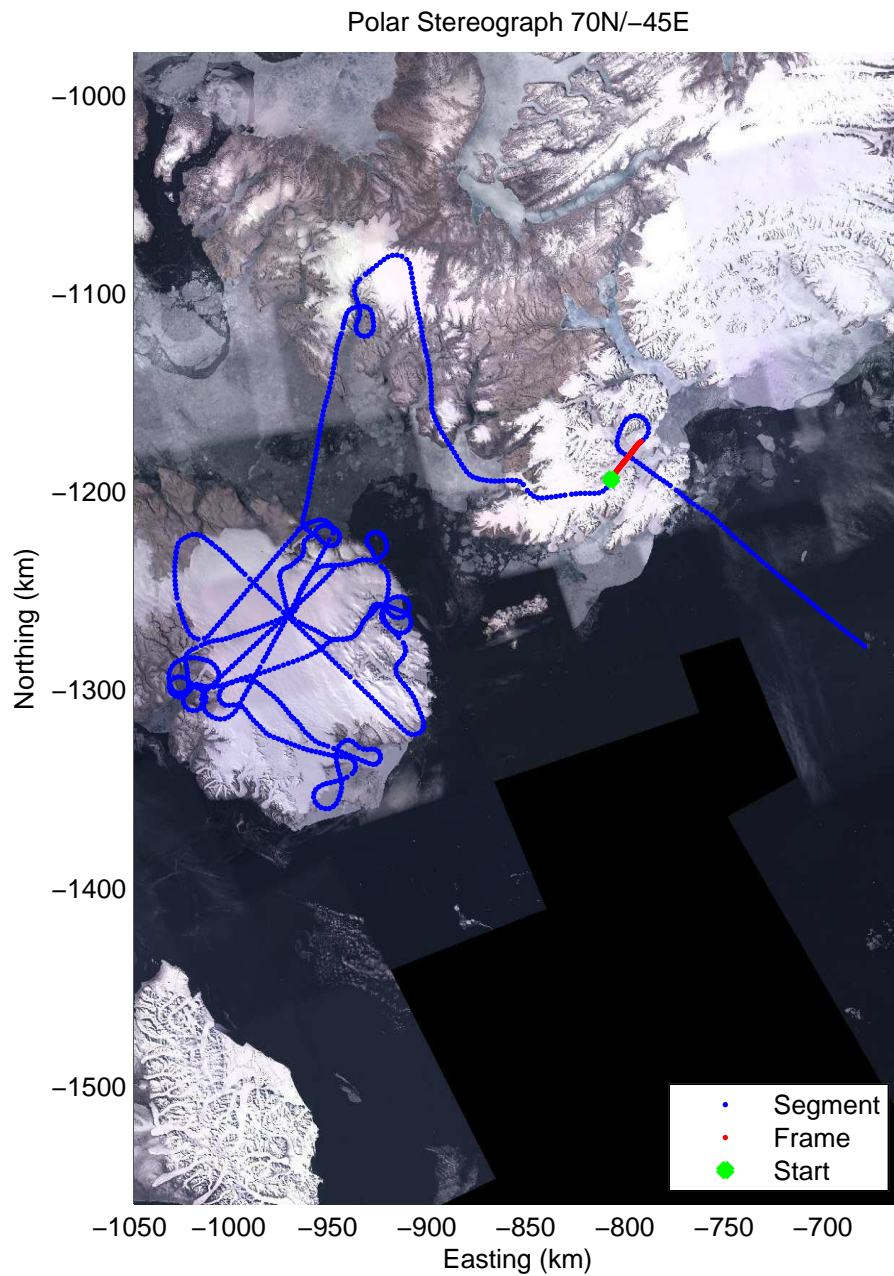 Polar Stereograph 70N/−45E
−1000
−1100
−1200
−1300
−1400
−1500
Northing (km)
Segment
Frame
Start
−1050 −1000 −950 −900 −850 −800 −750 −700
Easting (km)